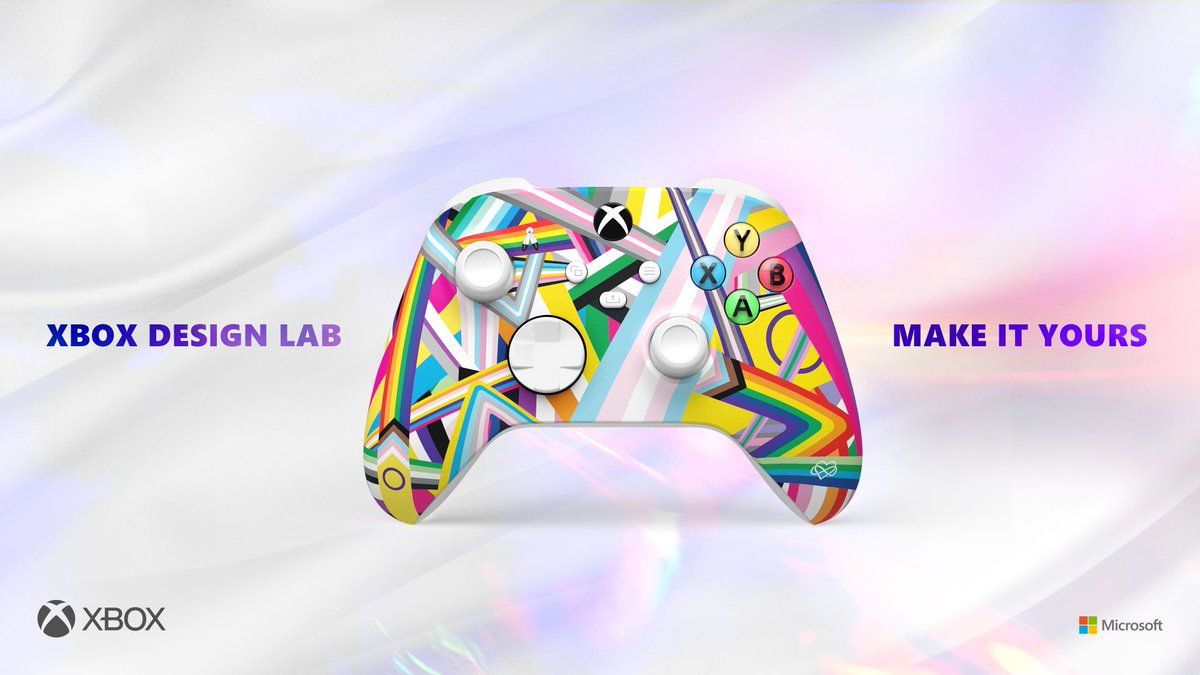 XBOX DESIGN LAB
MAKE IT YOURS
Y
X
B
A
XBOX
Microsoft